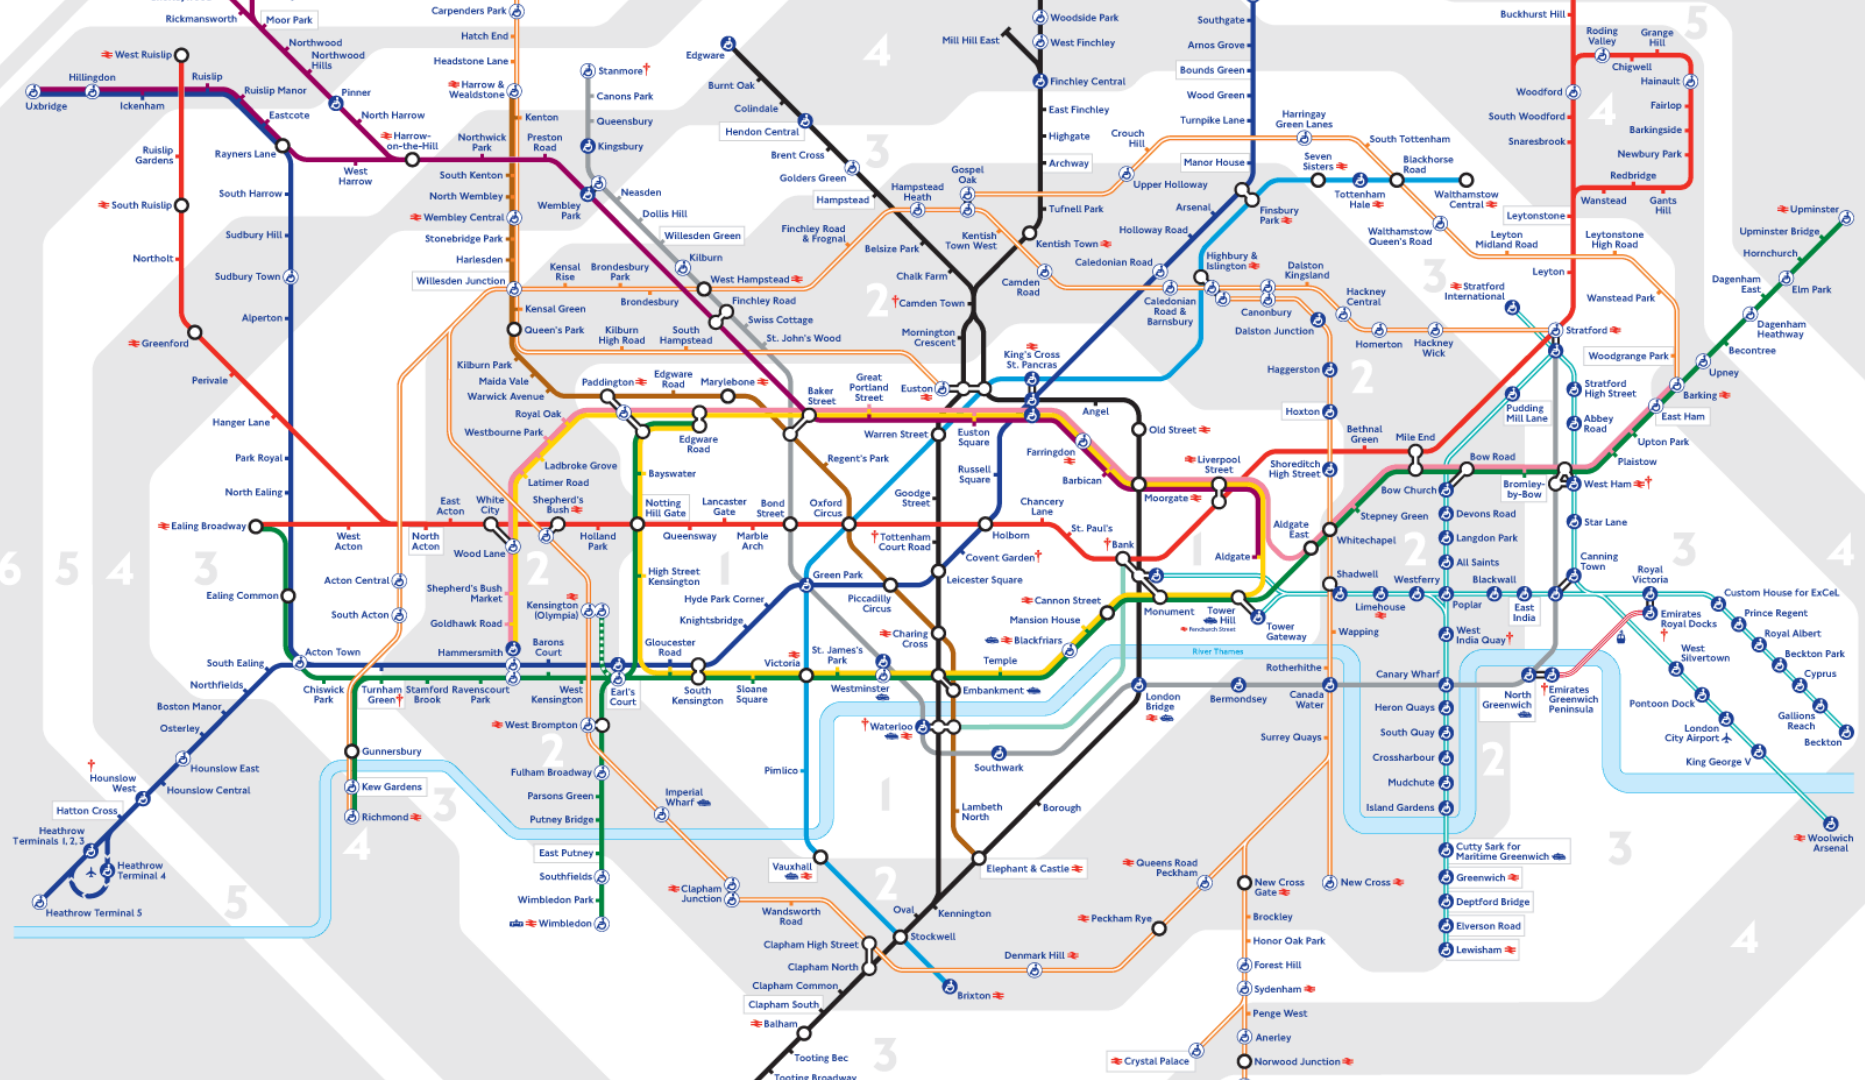 Rickmansworth
Moor Park
Northwood
Northwood
Hills
West Ruislip
Hillingdon
Uxbridge
Ickenham
Ruislip
Ruislip Manor
Eastcote
Pinner
North Harrow
Harrow-
on-the-Hill
Rayners Lane
West
Harrow
Northwick
Park
Preston
Road
Ruislip
Gardens
South Ruislip
Northolt
Greenford
Perivale
Hanger Lane
South Harrow
Sudbury Hill
Sudbury Town
Alperton
Park Royal
North Ealing
Ealing Broadway
West
Acton
North
Acton
East
Acton
Carpenders Park
Hatch End
Headstone Lane
Harrow &
Wealdstone
Kenton
South Kenton
North Wembley
Wembley Central
Stonebridge Park
Harlesden
Willesden Junction
Kensal Green
Queen's Park
Kilburn Park
Maida Vale
Warwick Avenue
Royal Oak
Westbourne Park
Ladbroke Grove
Latimer Road
Stanmore†
Canons Park
Queensbury
Kingsbury
Wembley
Park
Neasden
Dollis Hill
Willesden Green
Kilburn
West Hampstead
Finchley Road
Swiss Cottage
St. John's Wood
Kensal
Rise
Brondesbury
Park
Brondesbury
Kilburn
High Road
South
Hampstead
Finchley Road
& Frognal
Edgware
Burnt Oak
Colindale
Hendon Central
Brent Cross
Golders Green
Hampstead
Belsize Park
Chalk Farm
†Camden Town
Mornington
Crescent
Euston
Hampstead
Heath
Gospel
Oak
Kentish
Town West
Camden
Road
Mill Hill East
Woodside Park
West Finchley
Finchley Central
East Finchley
Highgate
Archway
Tufnell Park
Kentish Town
Crouch
Hill
Upper Holloway
Harringay
Green Lanes
South Tottenham
Southgate
Arnos Grove
Bounds Green
Wood Green
Turnpike Lane
Manor House
Finsbury
Park
Arsenal
Holloway Road
Caledonian Road
Seven
Sisters
Tottenham
Hale
Blackhorse
Road
Walthamstow
Central
Walthamstow
Queen's Road
Leyton
Midland Road
Leytonstone
High Road
Wanstead Park
Woodgrange Park
Highbury &
Islington
Caledonian
Road &
Barnsbury
Canonbury
Dalston
Kingsland
Dalston Junction
Hackney
Central
Homerton
Hackney
Wick
Haggerston
Hoxton
Shoreditch
High Street
Buckhurst Hill
Roding
Valley
Chigwell
Grange
Hill
Hainault
Fairlop
Barkingside
Newbury Park
Gants
Hill
Redbridge
Wanstead
Woodford
South Woodford
Snaresbrook
Leytonstone
Leyton
Stratford
Stratford
International
Stratford
High Street
Abbey
Road
Pudding
Mill Lane
Upminster
Upminster Bridge
Hornchurch
Elm Park
Dagenham
East
Dagenham
Heathway
Becontree
Upney
Barking
East Ham
Upton Park
Plaistow
West Ham†
Bromley-
by-Bow
Bow Road
Bow Church
Mile End
Bethnal
Green
Stepney Green
Whitechapel
Aldgate
East
Aldgate
Liverpool
Street
Moorgate
Barbican
Farringdon
King's Cross
St. Pancras
Angel
Old Street
Euston
Square
Great
Portland
Street
Baker
Street
Marylebone
Edgware
Road
Paddington
Edgware
Road
Bayswater
Notting
Hill Gate
Queensway
Lancaster
Gate
Marble
Arch
Bond
Street
Oxford
Circus
Regent's Park
Warren Street
Goodge
Street
†Tottenham
Court Road
Russell
Square
Holborn
Covent Garden†
Leicester Square
Chancery
Lane
St. Paul's
†Bank
Monument
Cannon Street
Mansion House
Blackfriars
Temple
Embankment
Charing
Cross
Piccadilly
Circus
Green Park
Hyde Park Corner
Knightsbridge
Gloucester
Road
South
Kensington
Sloane
Square
Victoria
St. James's
Park
Westminster
†Waterloo
Southwark
London
Bridge
Bermondsey
Canada
Water
Canary Wharf
North
Greenwich
White
City
Wood Lane
Shepherd's
Bush
Holland
Park
Shepherd's Bush
Market
Goldhawk Road
Hammersmith
Barons
Court
High Street
Kensington
Kensington
(Olympia)
Earl's
Court
West
Kensington
West Brompton
Fulham Broadway
Parsons Green
Putney Bridge
East Putney
Southfields
Wimbledon Park
Wimbledon
Imperial
Wharf
Clapham
Junction
Wandsworth
Road
Acton Central
South Acton
Ealing Common
Acton Town
South Ealing
Northfields
Boston Manor
Osterley
Hounslow East
Hounslow Central
†
Hounslow
West
Hatton Cross
Heathrow
Terminals 1, 2, 3
Heathrow
Terminal 4
Heathrow Terminal 5
Chiswick
Park
Turnham
Green†
Stamford
Brook
Ravenscourt
Park
Gunnersbury
Kew Gardens
Richmond
Pimlico
Vauxhall
Lambeth
North
Elephant & Castle
Borough
Oval
Kennington
Stockwell
Brixton
Clapham High Street
Clapham North
Clapham Common
Clapham South
Balham
Tooting Bec
Tooting Broadway
Denmark Hill
Peckham Rye
Queens Road
Peckham
New Cross
Gate
New Cross
Brockley
Honor Oak Park
Forest Hill
Sydenham
Penge West
Anerley
Norwood Junction
Crystal Palace
Tower
Hill
Fenchurch Street
Tower
Gateway
Shadwell
Wapping
Rotherhithe
Surrey Quays
Limehouse
Westferry
Poplar
Blackwall
East
India
Canning
Town
Star Lane
Devons Road
Langdon Park
All Saints
West
India Quay†
Heron Quays
South Quay
Crossharbour
Mudchute
Island Gardens
Cutty Sark for
Maritime Greenwich
Greenwich
Deptford Bridge
Elverson Road
Lewisham
Royal
Victoria
Emirates
Royal Docks
†
†Emirates
Greenwich
Peninsula
Custom House for ExCeL
Prince Regent
Royal Albert
Beckton Park
Cyprus
Gallions
Reach
Beckton
West
Silvertown
Pontoon Dock
London
City Airport
King George V
Woolwich
Arsenal
River Thames
6
5
4
3
2
1
2
3
4
5
4
3
2
1
2
3
1
2
3
4
5
4
3
2
2
3
4
2
3
4